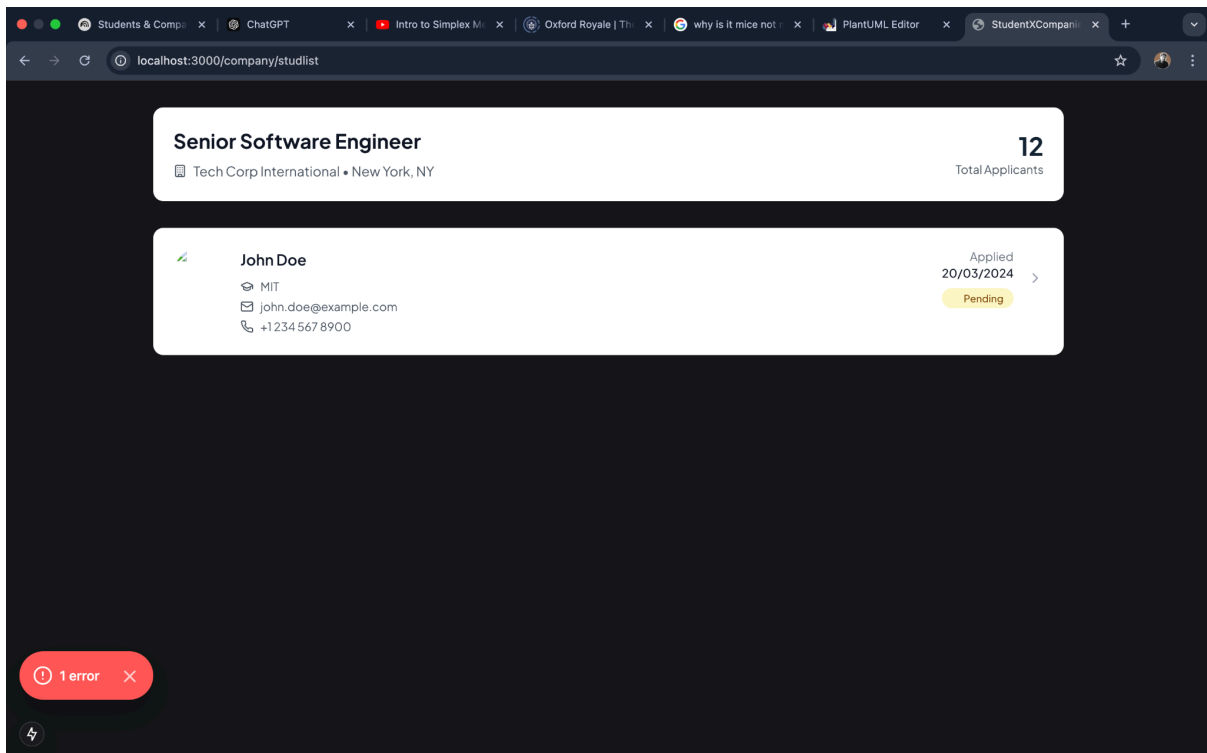 Students & Compa
ChatGPT
Intro to Simplex Me
Oxford Royale | Th
why is it mice not
PlantUML Editor
StudentXCompani
localhost:3000/company/studlist
Senior Software Engineer
12
Tech Corp International • New York, NY
Total Applicants
John Doe
Applied
MIT
20/03/2024
john.doe@example.com
Pending
+1 234 567 8900
1 error